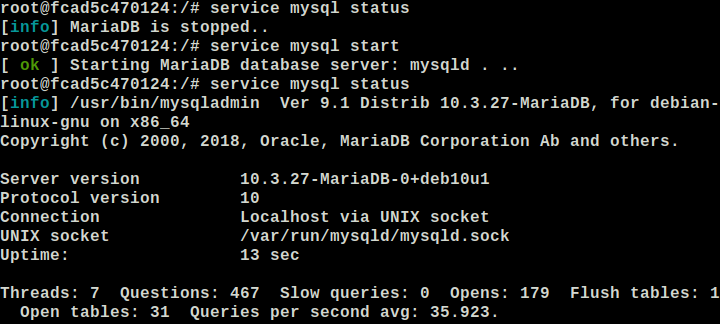 root@fcad5c470124:/# service mysql status
[info] MariaDB is stopped..
root@fcad5c470124:/# service mysql start
[ ok ] Starting MariaDB database server: mysqld . ..
root@fcad5c470124:/# service mysql status
[info] /usr/bin/mysqladmin  Ver 9.1 Distrib 10.3.27-MariaDB, for debian-
linux-gnu on x86_64
Copyright (c) 2000, 2018, Oracle, MariaDB Corporation Ab and others.
Server version          10.3.27-MariaDB-0+deb10u1
Protocol version        10
Connection              Localhost via UNIX socket
UNIX socket             /var/run/mysqld/mysqld.sock
Uptime:                 13 sec
Threads: 7  Questions: 467  Slow queries: 0  Opens: 179  Flush tables: 1
  Open tables: 31  Queries per second avg: 35.923.